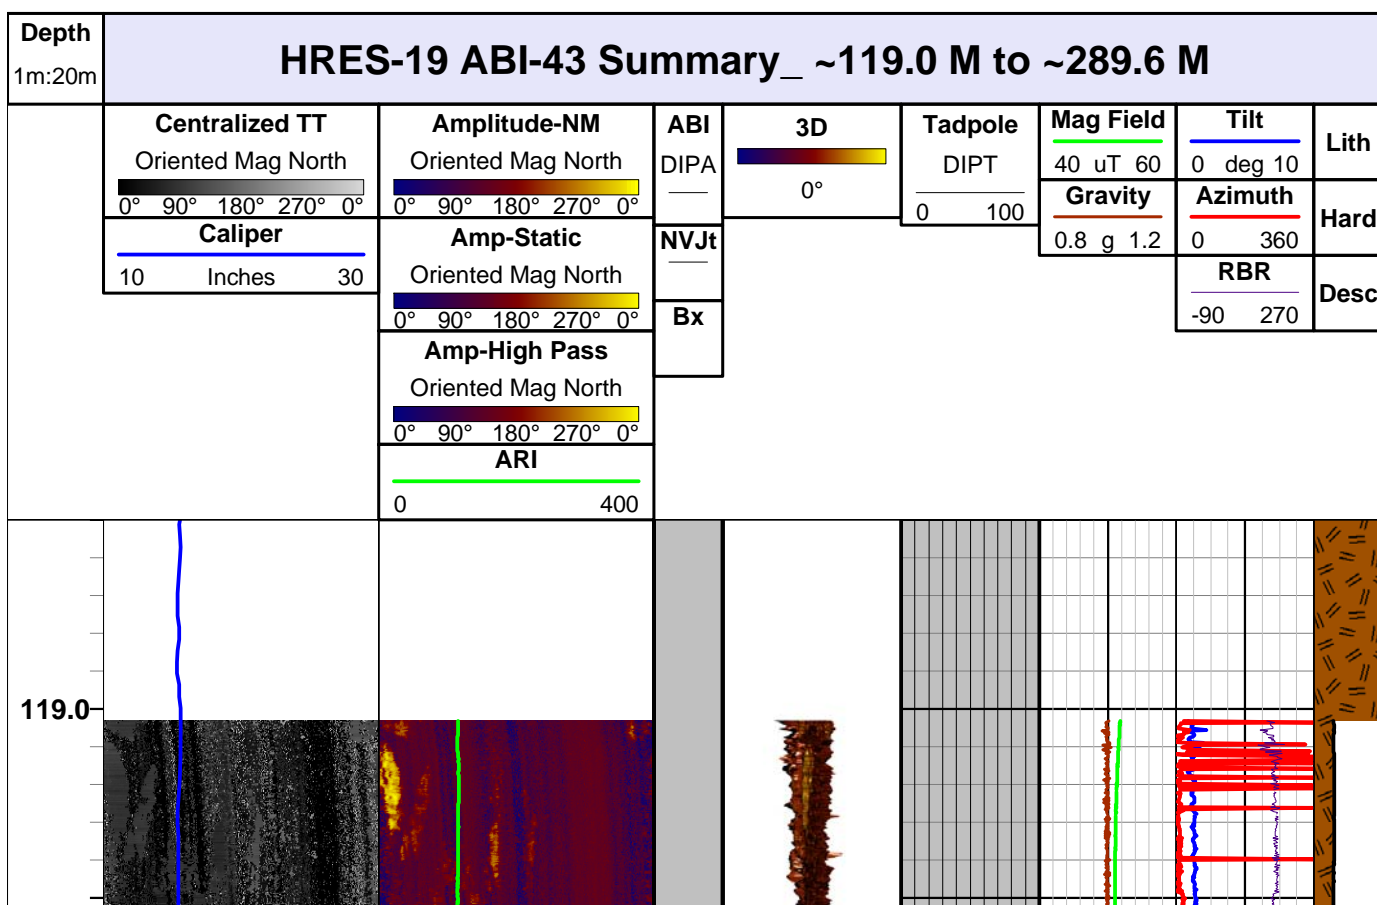 Depth
1m:20m
HRES-19 ABI-43 Summary_ ~119.0 M to ~289.6 M
Centralized TT
Oriented Mag North
0° 90° 180° 270° 0°
Caliper
10 Inches 30
Amplitude-NM
Oriented Mag North
0° 90° 180° 270° 0°
Amp-Static
Oriented Mag North
0° 90° 180° 270° 0°
Amp-High Pass
Oriented Mag North
0° 90° 180° 270° 0°
ARI
0 400
ABI
DIPA
NVJt
Bx
3D
0°
Tadpole
DIPT
0 100
Mag Field
40 uT 60
Gravity
0.8 g 1.2
Tilt
0 deg 10
Azimuth
0 360
RBR
-90 270
Lith
Hard
Desc
119.0